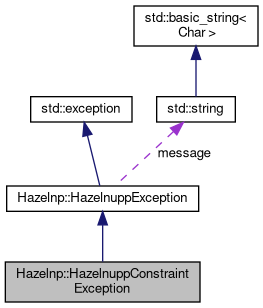 std::basic_string<
Char >
std::exception
std::string
message
Hazelnp::HazelnuppException
Hazelnp::HazelnuppConstraint
Exception